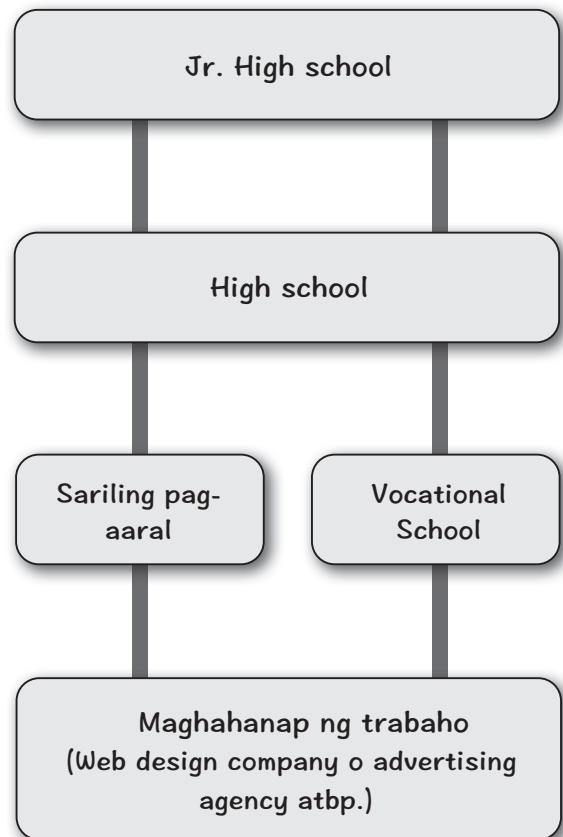 Jr. High school
High school
Sariling pag-
aaral
Vocational
School
Maghahanap ng trabaho
(Web design company o advertising
agency atbp.)